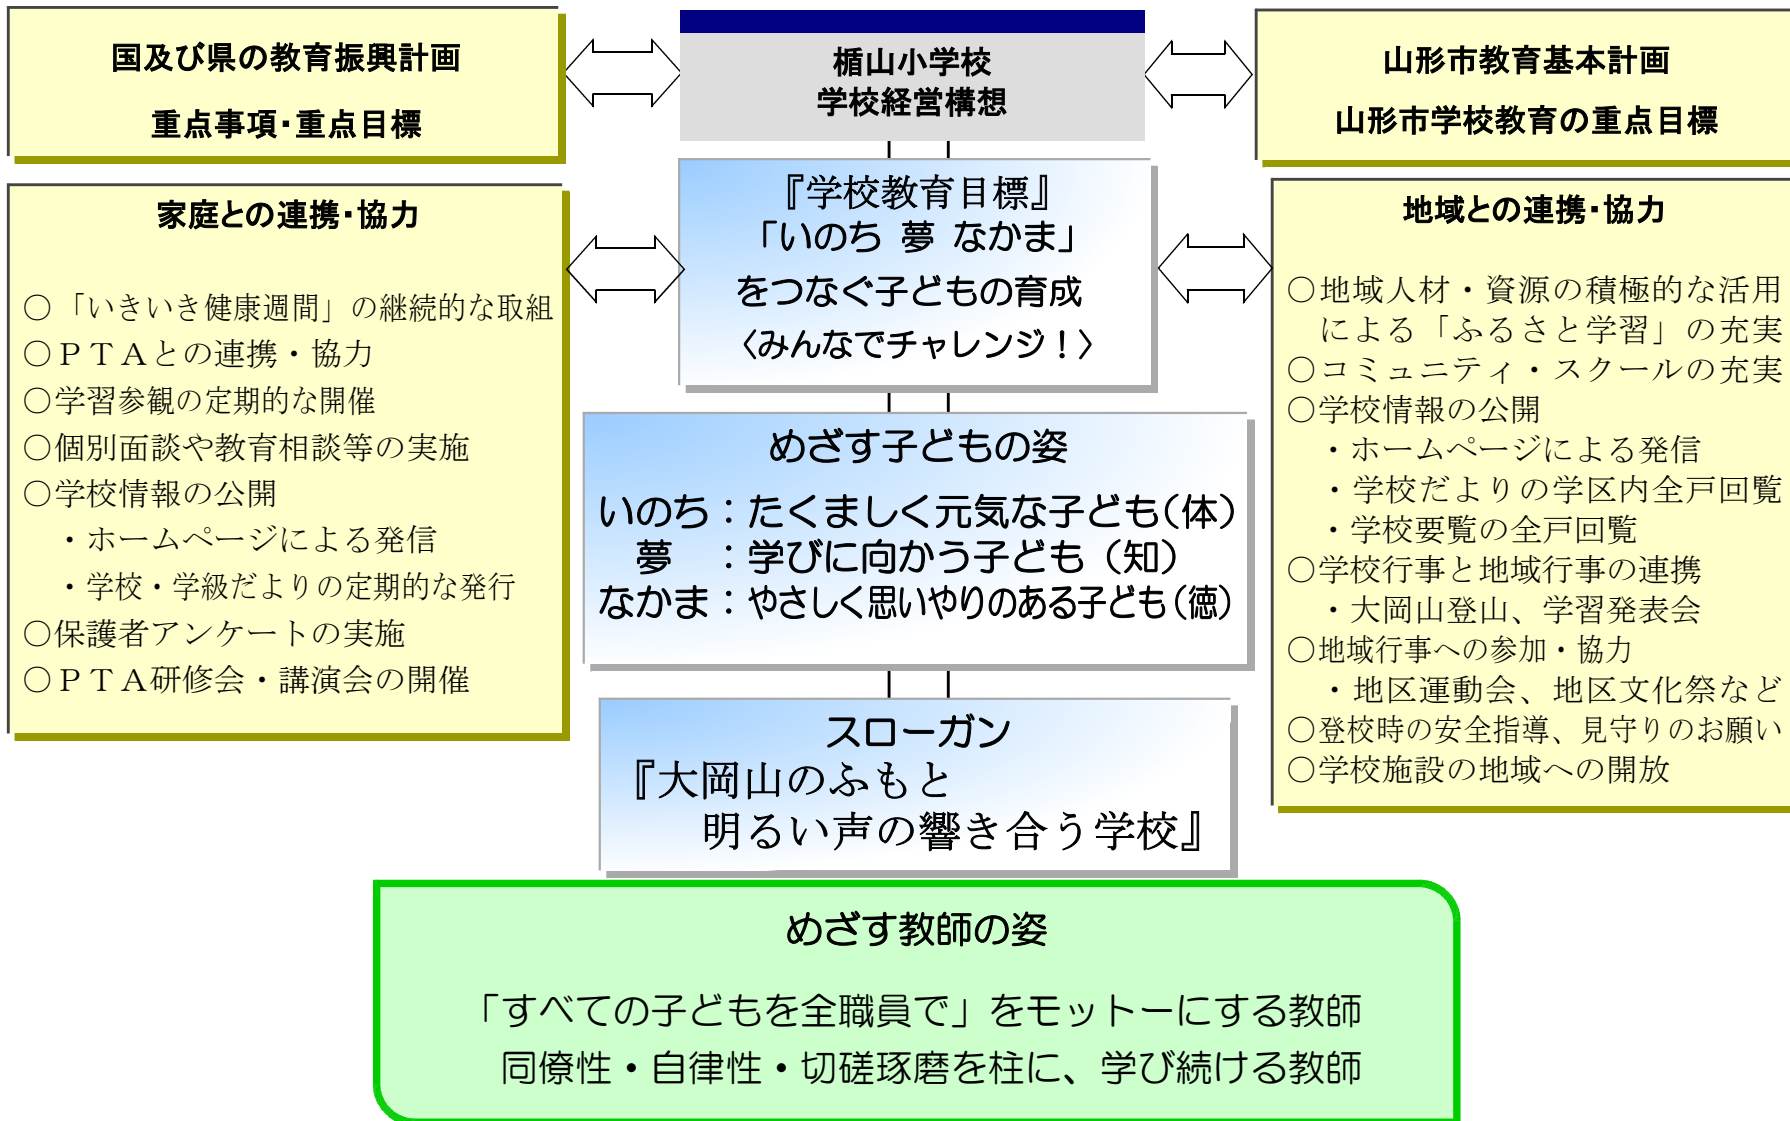 国及び県の教育振興計画
重点事項・重点目標
楯山小学校
学校経営構想
山形市教育基本計画
山形市学校教育の重点目標
家庭との連携・協力
○「いきいき健康週間」の継続的な取組
○ＰＴＡとの連携・協力
○学習参観の定期的な開催
○個別面談や教育相談等の実施
○学校情報の公開
・ホームページによる発信
・学校・学級だよりの定期的な発行
○保護者アンケートの実施
○ＰＴＡ研修会・講演会の開催
『学校教育目標』
「いのち 夢 なかま」
をつなぐ子どもの育成
〈みんなでチャレンジ！〉
めざす子どもの姿
いのち：たくましく元気な子ども（体）
夢　：学びに向かう子ども（知）
なかま：やさしく思いやりのある子ども（徳）
スローガン
『大岡山のふもと
明るい声の響き合う学校』
地域との連携・協力
○地域人材・資源の積極的な活用
による「ふるさと学習」の充実
○コミュニティ・スクールの充実
○学校情報の公開
・ホームページによる発信
・学校だよりの学区内全戸回覧
・学校要覧の全戸回覧
○学校行事と地域行事の連携
・大岡山登山、学習発表会
○地域行事への参加・協力
・地区運動会、地区文化祭など
○登校時の安全指導、見守りのお願い
○学校施設の地域への開放
めざす教師の姿
「すべての子どもを全職員で」をモットーにする教師
同僚性・自律性・切磋琢磨を柱に、学び続ける教師